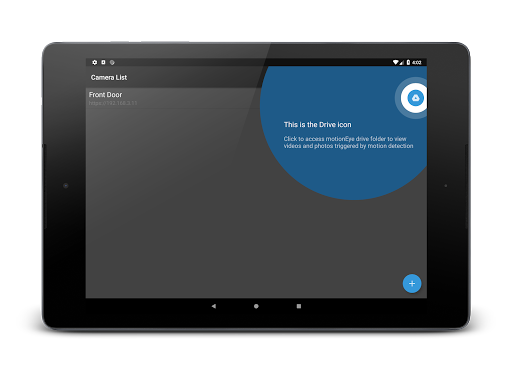 4:02
Camera List
Front Door
This is the Drive icon
Click to access motionEye drive folder to view
videos and photos triggered by motion detection